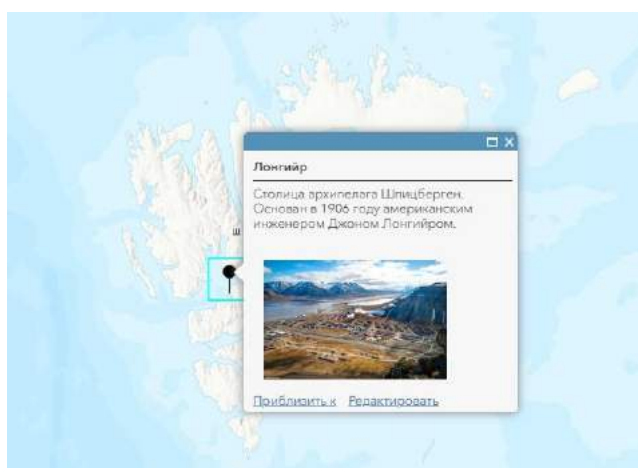 Лонгийр
Столица архипелага Шпицберген.
Основан в 1906 году американским
инженером Джоном Лонгийром.
Ш
Приблизить к Редактировать